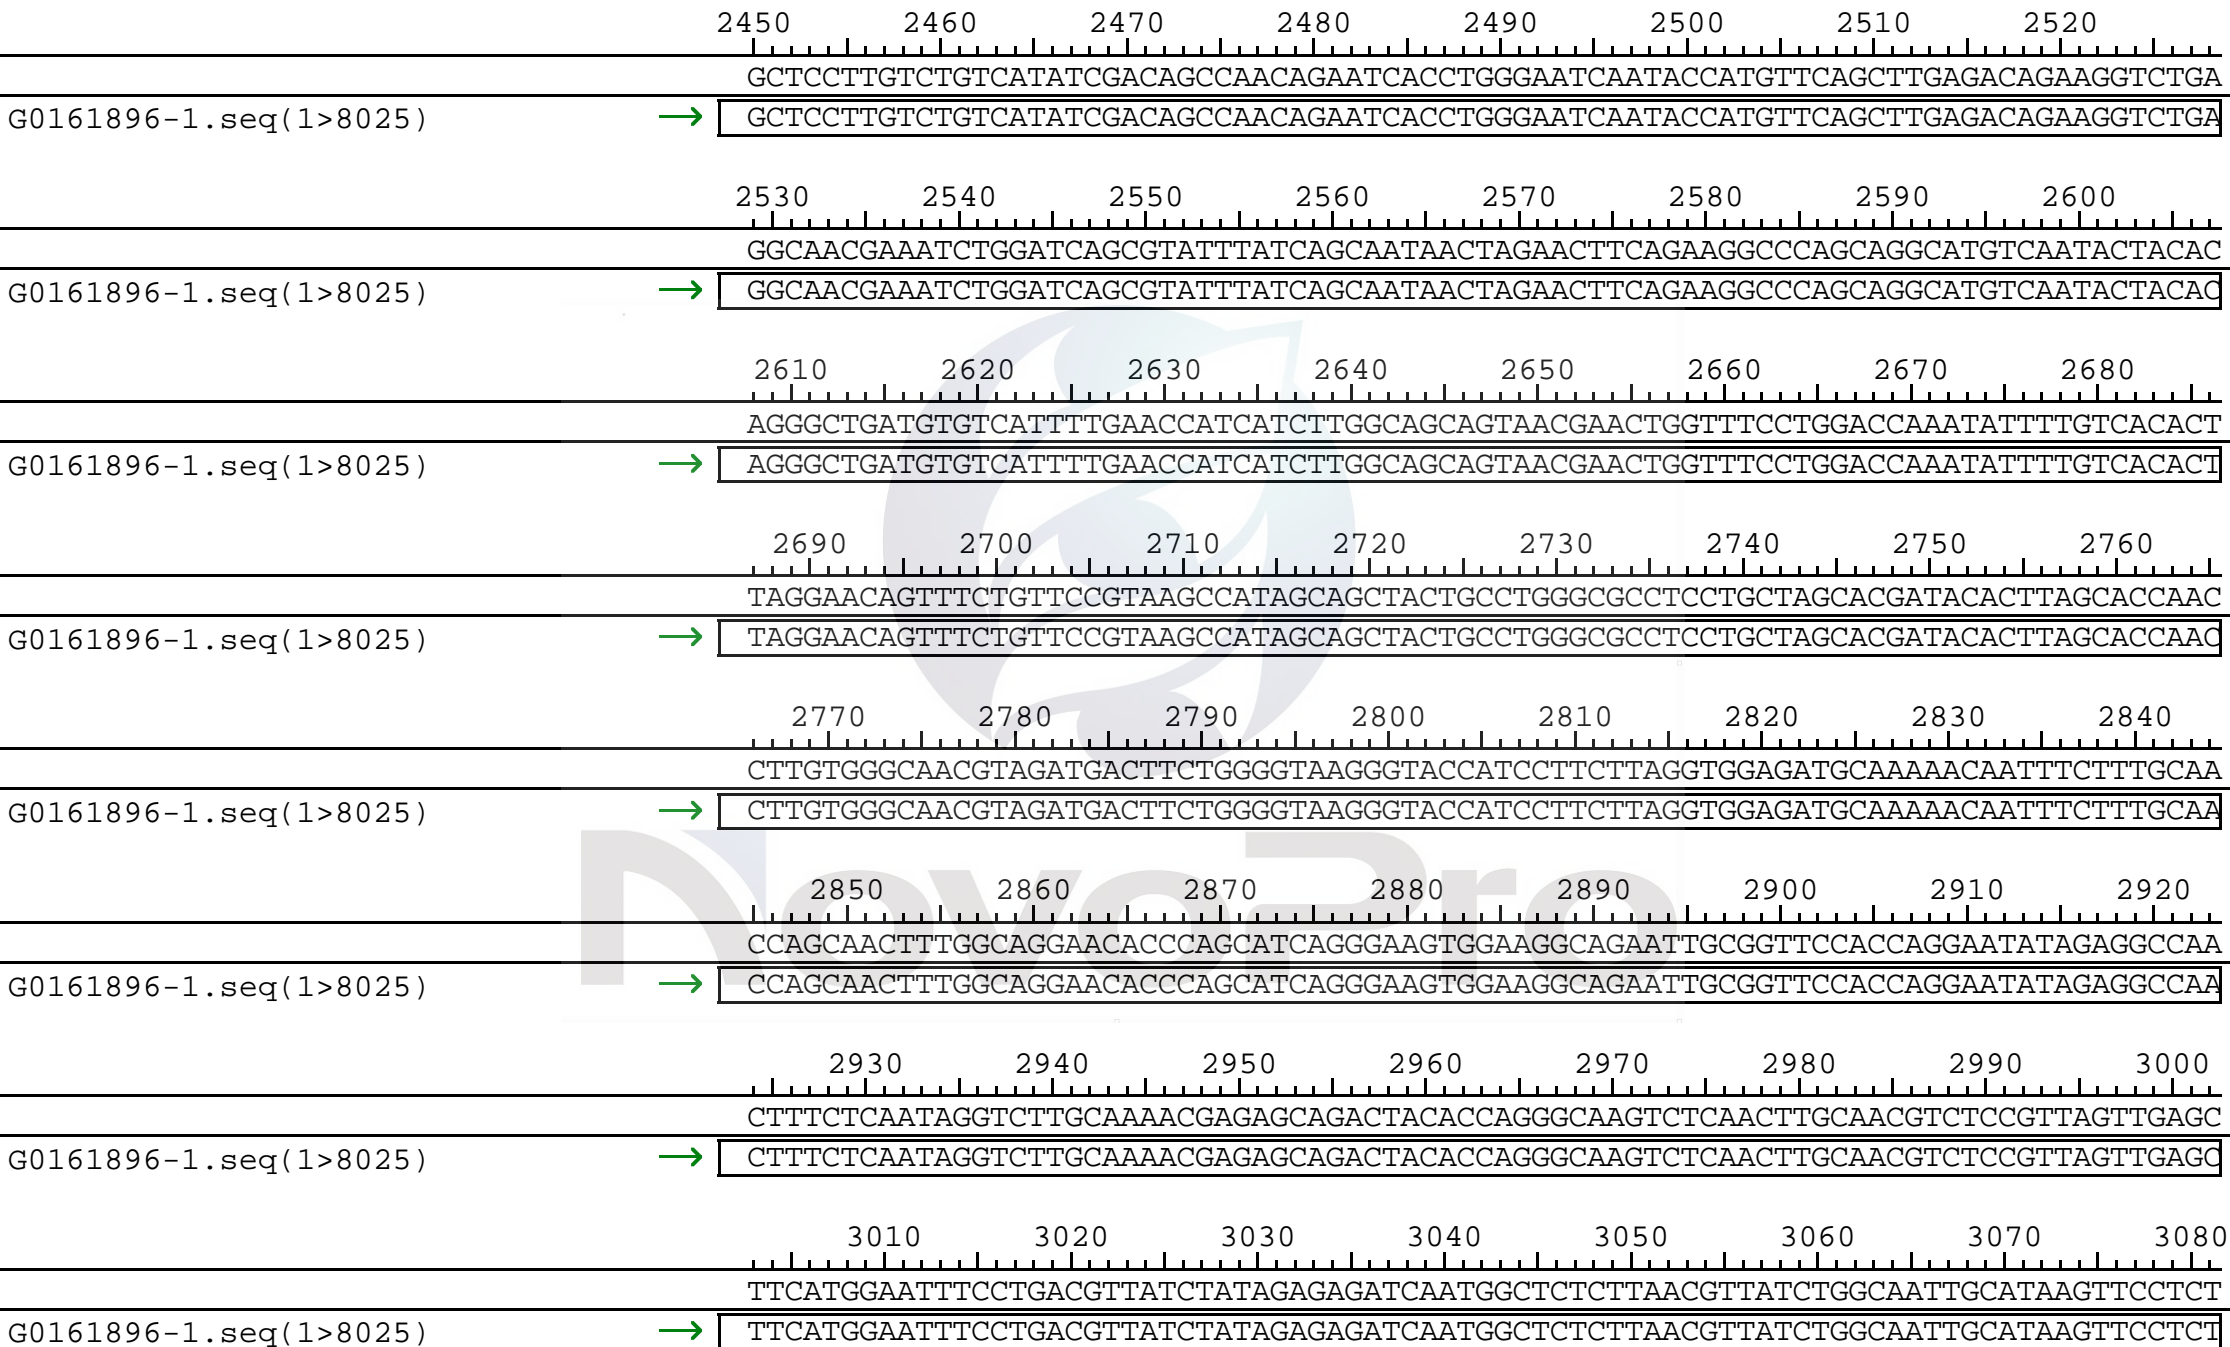 2450 2460 2470 2480 2490 2500 2510 2520
GCTCCTTGTCTGTCATATCGACAGCCAACAGAATCACCTGGGAATCAATACCATGTTCAGCTTGAGACAGAAGGTCTGA
G0161896-1.seq(1>8025) → GCTCCTTGTCTGTCATATCGACAGCCAACAGAATCACCTGGGAATCAATACCATGTTCAGCTTGAGACAGAAGGTCTGA
2530 2540 2550 2560 2570 2580 2590 2600
GGCAACGAAATCTGGATCAGCGTATTTATCAGCAATAACTAGAACTTCAGAAGGCCCAGCAGGCATGTCAATACTACAC
G0161896-1.seq(1>8025) → GGCAACGAAATCTGGATCAGCGTATTTATCAGCAATAACTAGAACTTCAGAAGGCCCAGCAGGCATGTCAATACTACAC
2610 2620 2630 2640 2650 2660 2670 2680
AGGGCTGATGTGTCATTTTGAACCATCATCTTGGCAGCAGTAACGAACTGGTTTCCTGGACCAAATATTTTGTCACACT
G0161896-1.seq(1>8025) → AGGGCTGATGTGTCATTTTGAACCATCATCTTGGCAGCAGTAACGAACTGGTTTCCTGGACCAAATATTTTGTCACACT
2690 2700 2710 2720 2730 2740 2750 2760
TAGGAACAGTTTCTGTTCCGTAAGCCATAGCAGCTACTGCCTGGGCGCCTCCTGCTAGCACGATACACTTAGCACCAAC
G0161896-1.seq(1>8025) → TAGGAACAGTTTCTGTTCCGTAAGCCATAGCAGCTACTGCCTGGGCGCCTCCTGCTAGCACGATACACTTAGCACCAAC
2770 2780 2790 2800 2810 2820 2830 2840
CTTGTGGGCAACGTAGATGACTTCTGGGGTAAGGGTACCATCCTTCTTAGGTGGAGATGCAAAAACAATTTCTTTGCAA
G0161896-1.seq(1>8025) → CTTGTGGGCAACGTAGATGACTTCTGGGGTAAGGGTACCATCCTTCTTAGGTGGAGATGCAAAAACAATTTCTTTGCAA
NovoPro
2850 2860 2870 2880 2890 2900 2910 2920
CCAGCAACTTTGGCAGGAACACCCAGCATCAGGGAAGTGGAAGGCAGAATTGCGGTTCCACCAGGAATATAGAGGCCAA
G0161896-1.seq(1>8025) → CCAGCAACTTTGGCAGGAACACCCAGCATCAGGGAAGTGGAAGGCAGAATTGCGGTTCCACCAGGAATATAGAGGCCAA
2930 2940 2950 2960 2970 2980 2990 3000
CTTTCTCAATAGGTCTTGCAAAACGAGAGCAGACTACACCAGGGCAAGTCTCAACTTGCAACGTCTCCGTTAGTTGAGC
G0161896-1.seq(1>8025) → CTTTCTCAATAGGTCTTGCAAAACGAGAGCAGACTACACCAGGGCAAGTCTCAACTTGCAACGTCTCCGTTAGTTGAGC
3010 3020 3030 3040 3050 3060 3070 3080
TTCATGGAATTTCCTGACGTTATCTATAGAGAGATCAATGGCTCTCTTAACGTTATCTGGCAATTGCATAAGTTCCTCT
G0161896-1.seq(1>8025) → TTCATGGAATTTCCTGACGTTATCTATAGAGAGATCAATGGCTCTCTTAACGTTATCTGGCAATTGCATAAGTTCCTCT